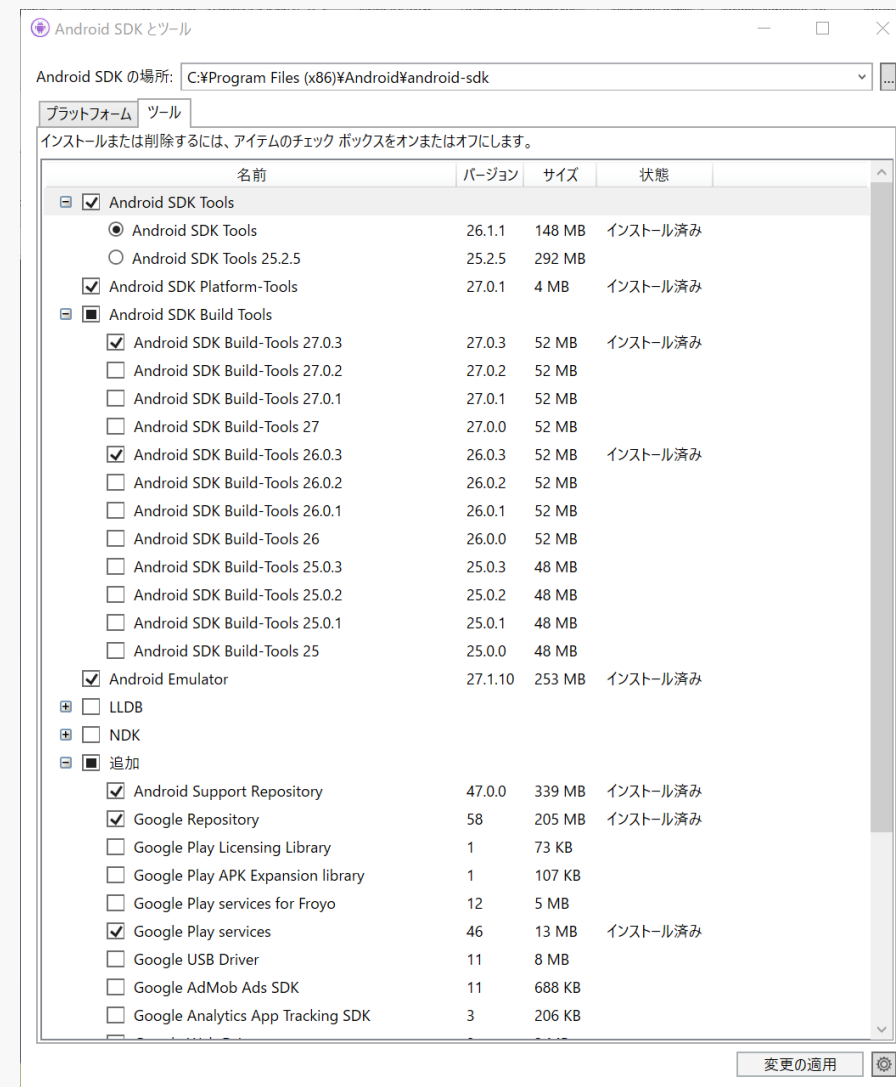 Android SDK とツール
Android SDK の場所: C:¥Program Files (x86)¥Android¥android-sdk ...
プラットフォーム ツール
インストールまたは削除するには、アイテムのチェック ボックスをオンまたはオフにします。
名前 バージョン サイズ 状態
Android SDK Tools
Android SDK Tools 26.1.1 148 MB インストール済み
Android SDK Tools 25.2.5 25.2.5 292 MB
Android SDK Platform-Tools 27.0.1 4 MB インストール済み
Android SDK Build Tools
Android SDK Build-Tools 27.0.3 27.0.3 52 MB インストール済み
Android SDK Build-Tools 27.0.2 27.0.2 52 MB
Android SDK Build-Tools 27.0.1 27.0.1 52 MB
Android SDK Build-Tools 27 27.0.0 52 MB
Android SDK Build-Tools 26.0.3 26.0.3 52 MB インストール済み
Android SDK Build-Tools 26.0.2 26.0.2 52 MB
Android SDK Build-Tools 26.0.1 26.0.1 52 MB
Android SDK Build-Tools 26 26.0.0 52 MB
Android SDK Build-Tools 25.0.3 25.0.3 48 MB
Android SDK Build-Tools 25.0.2 25.0.2 48 MB
Android SDK Build-Tools 25.0.1 25.0.1 48 MB
Android SDK Build-Tools 25 25.0.0 48 MB
Android Emulator 27.1.10 253 MB インストール済み
LLDB
NDK
追加
Android Support Repository 47.0.0 339 MB インストール済み
Google Repository 58 205 MB インストール済み
Google Play Licensing Library 1 73 KB
Google Play APK Expansion library 1 107 KB
Google Play services for Froyo 12 5 MB
Google Play services 46 13 MB インストール済み
Google USB Driver 11 8 MB
Google AdMob Ads SDK 11 688 KB
Google Analytics App Tracking SDK 3 206 KB
変更の適用